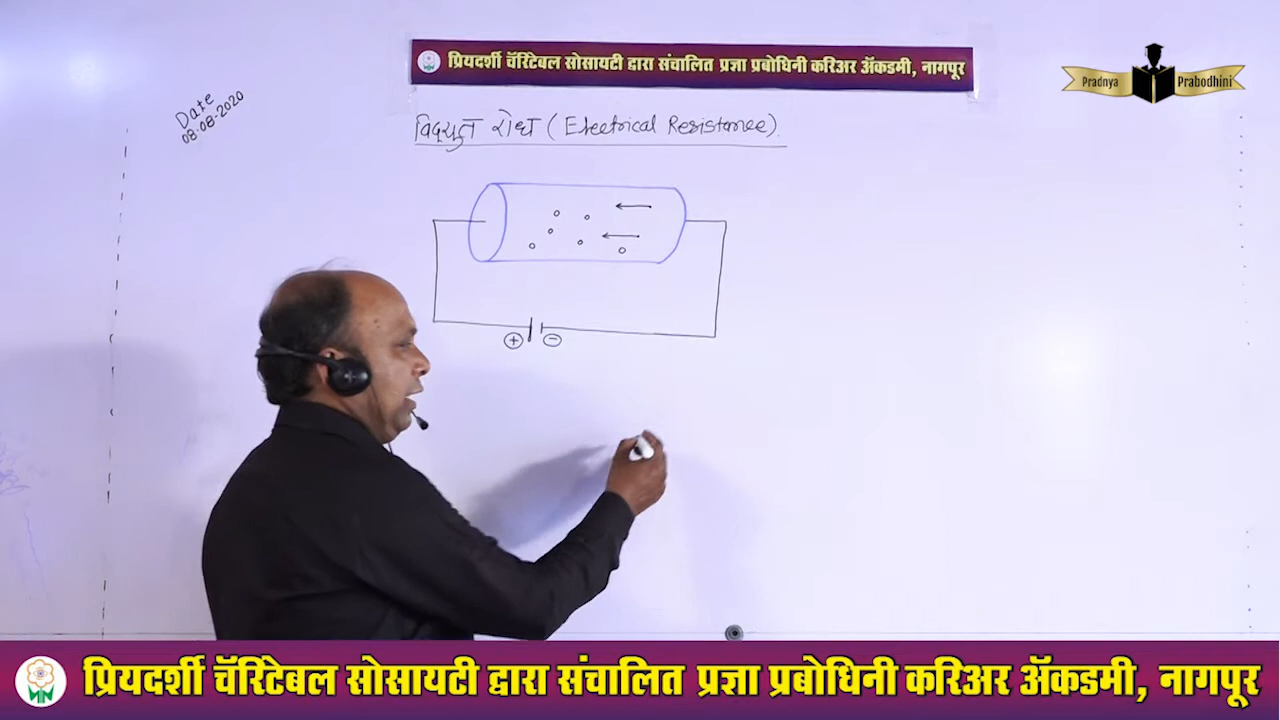 प्रियदर्शी चॅरिटेबल सोसायटी द्वारा संचालित प्रज्ञा प्रबोधिनी करिअर ॲकडमी, नागपूर
Pradnya Prabodhini
Date
08-08-2020
विद्युत रोध (Electrical Resistance).
+ −
प्रियदर्शी चॅरिटेबल सोसायटी द्वारा संचालित प्रज्ञा प्रबोधिनी करिअर ॲकडमी, नागपूर